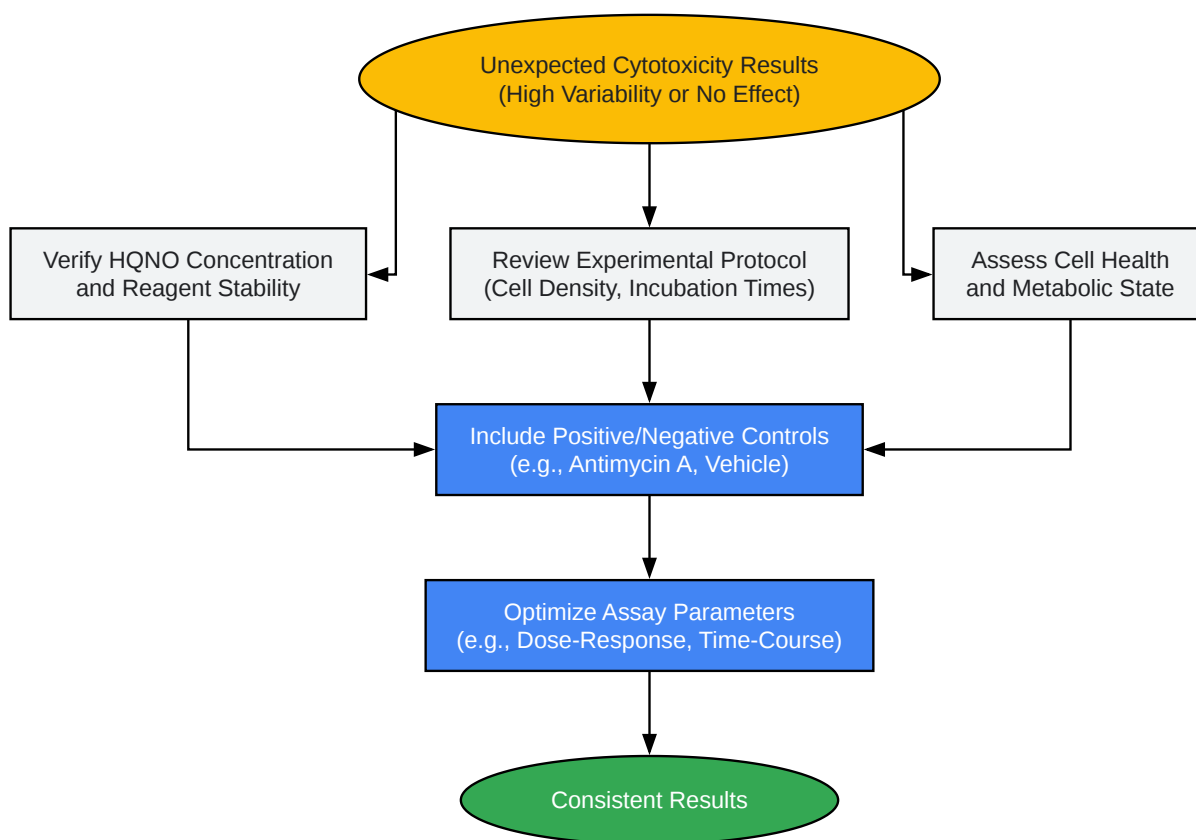 Unexpected Cytotoxicity Results
(High Variability or No Effect)
Verify HQNO Concentration
and Reagent Stability
Review Experimental Protocol
(Cell Density, Incubation Times)
Assess Cell Health
and Metabolic State
Include Positive/Negative Controls
(e.g., Antimycin A, Vehicle)
Optimize Assay Parameters
(e.g., Dose-Response, Time-Course)
Consistent Results